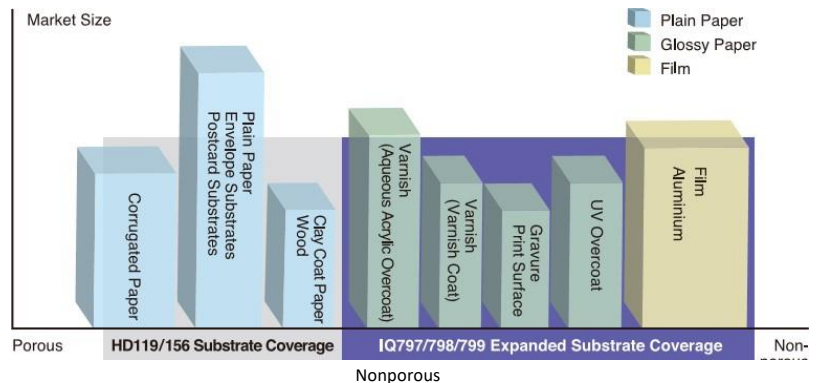 Market Size
Plain Paper
Glossy Paper
Film
Corrugated Paper
Plain Paper
Envelope Substrates
Postcard Substrates
Clay Coat Paper
Wood
Varnish
(Aqueous Acrylic Overcoat)
Varnish
(Varnish Coat)
Gravure
Print Surface
UV Overcoat
Film
Aluminium
Porous
HD119/156 Substrate Coverage
IQ797/798/799 Expanded Substrate Coverage
Non-
porous
Nonporous